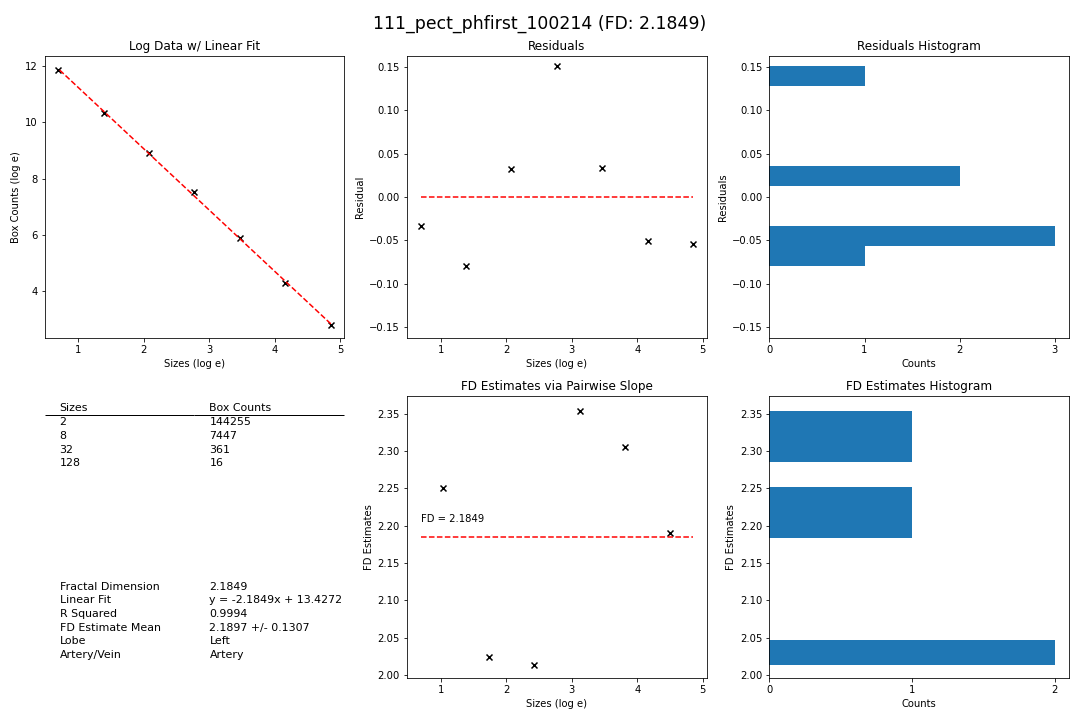 111_pect_phfirst_100214 (FD: 2.1849)
Log Data w/ Linear Fit
12
10
8
6
4
1 2 3 4 5
Box Counts (log e)
Sizes (log e)
Residuals
0.15
0.10
0.05
0.00
−0.05
−0.10
−0.15
1 2 3 4 5
Residual
Sizes (log e)
Residuals Histogram
0.15
0.10
0.05
0.00
−0.05
−0.10
−0.15
0 1 2 3
Residuals
Counts
Sizes Box Counts
2 144255
8 7447
32 361
128 16
Fractal Dimension 2.1849
Linear Fit y = -2.1849x + 13.4272
R Squared 0.9994
FD Estimate Mean 2.1897 +/- 0.1307
Lobe Left
Artery/Vein Artery
FD Estimates via Pairwise Slope
2.35
2.30
2.25
2.20
2.15
2.10
2.05
2.00
FD = 2.1849
1 2 3 4 5
FD Estimates
Sizes (log e)
FD Estimates Histogram
2.35
2.30
2.25
2.20
2.15
2.10
2.05
2.00
0 1 2
FD Estimates
Counts